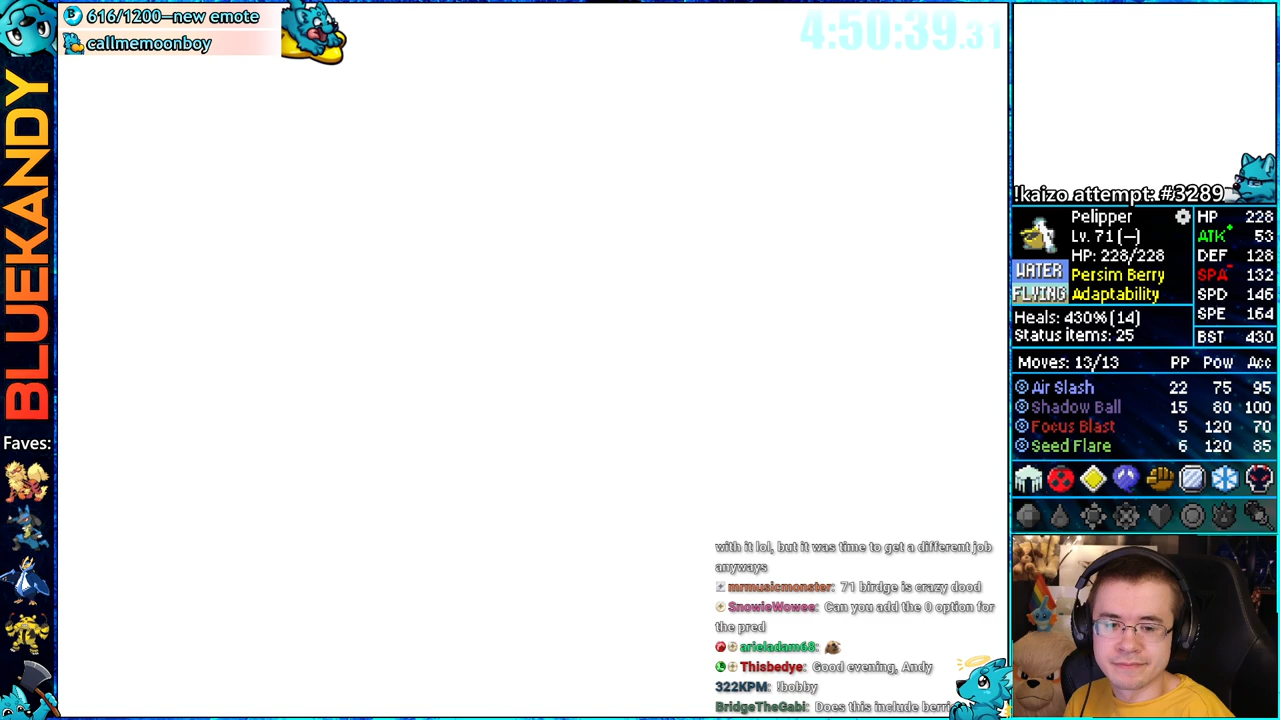 616/1200—new emote
callmemoonboy
4:50:39.31
BLUEKANDY
Faves:
!kaizo attempt: #3289
Pelipper
Lv. 71 (—)
HP: 228/228
WATER
Persim Berry
FLYING
Adaptability
Heals: 430% (14)
Status items: 25
HP 228
ATK+ 53
DEF 128
SPA- 132
SPD 146
SPE 164
BST 430
Moves: 13/13 PP Pow Acc
Air Slash 22 75 95
Shadow Ball 15 80 100
Focus Blast 5 120 70
Seed Flare 6 120 85
with it lol, but it was time to get a different job
anyways
mrmusicmonster: 71 birdge is crazy dood
SnowieWowee: Can you add the 0 option for
the pred
arieladam68:
Thisbedye: Good evening, Andy
322KPM: !bobby
BridgeTheGabi: Does this include berri